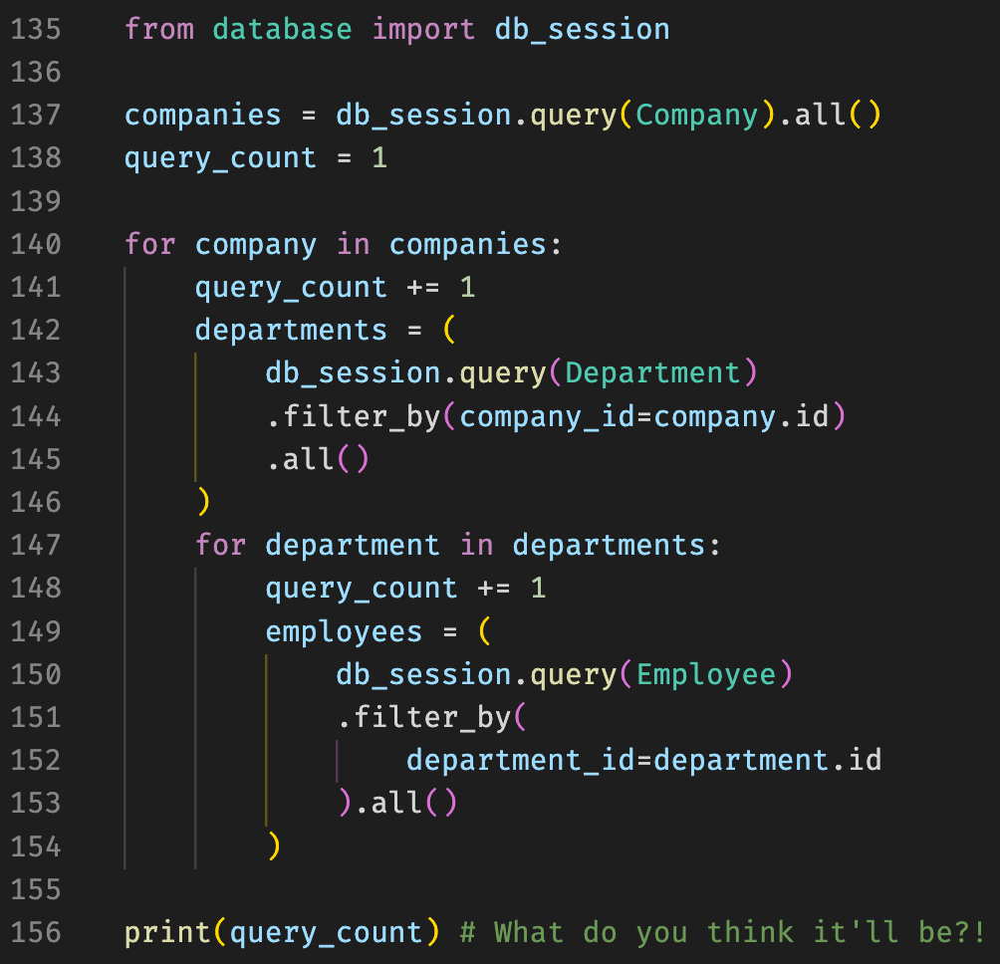 135 from database import db_session
136
137 companies = db_session.query(Company).all()
138 query_count = 1
139
140 for company in companies:
141     query_count += 1
142     departments = (
143         db_session.query(Department)
144         .filter_by(company_id=company.id)
145         .all()
146     )
147     for department in departments:
148         query_count += 1
149         employees = (
150             db_session.query(Employee)
151             .filter_by(
152                 department_id=department.id
153             ).all()
154         )
155
156 print(query_count) # What do you think it'll be?!